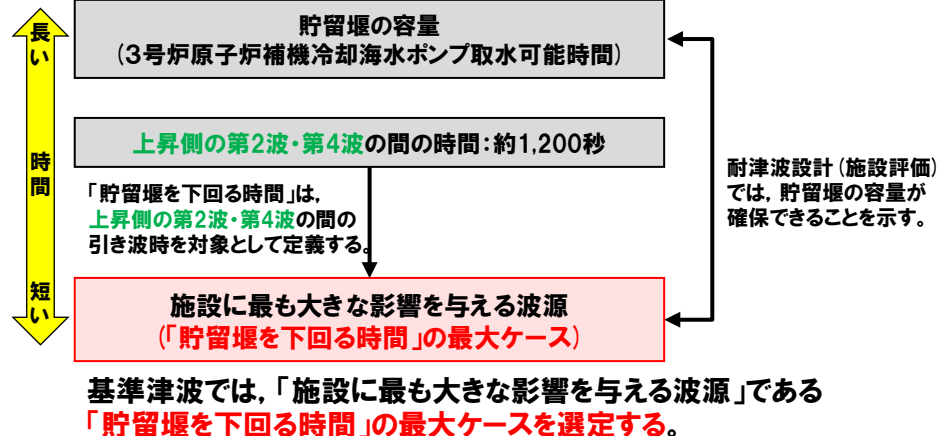 長い
時間
短い
貯留堰の容量
(3号炉原子炉補機冷却海水ポンプ取水可能時間)
上昇側の第2波・第4波の間の時間:約1,200秒
「貯留堰を下回る時間」は,
上昇側の第2波・第4波の間の
引き波時を対象として定義する。
耐津波設計(施設評価)
では,貯留堰の容量が
確保できることを示す。
施設に最も大きな影響を与える波源
(「貯留堰を下回る時間」の最大ケース)
基準津波では,「施設に最も大きな影響を与える波源」である
「貯留堰を下回る時間」の最大ケースを選定する。